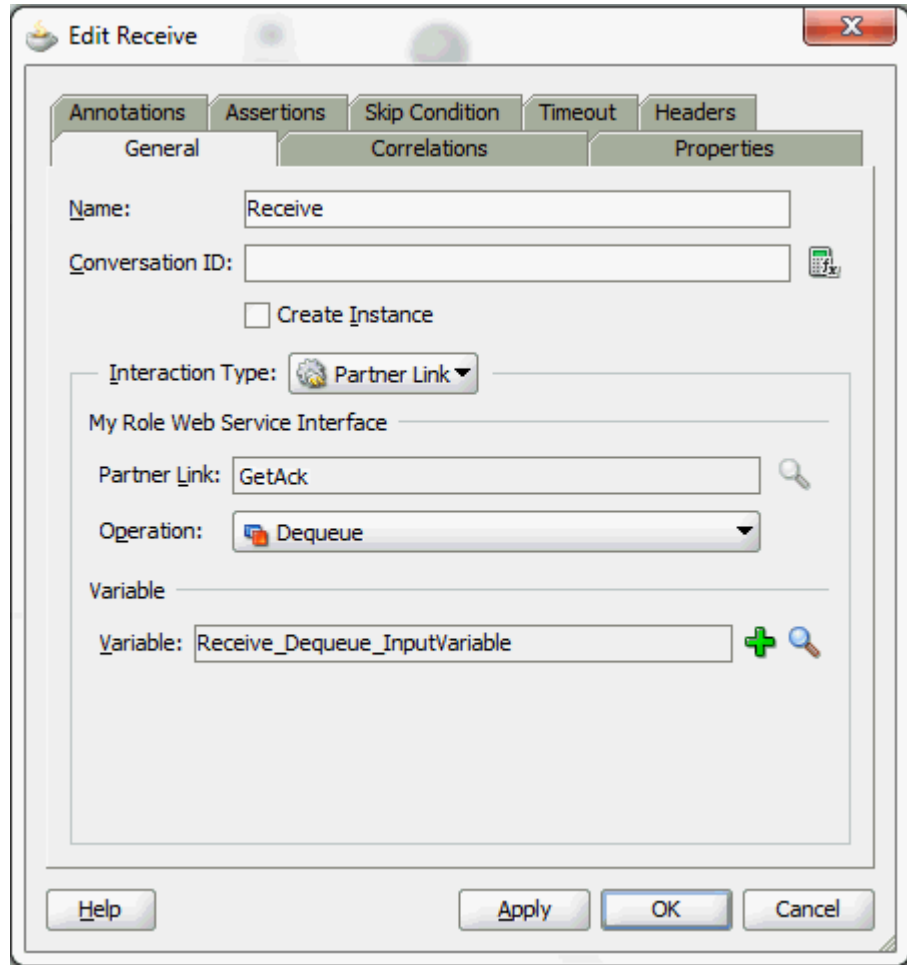 Edit Receive
Annotations Assertions Skip Condition Timeout Headers
General Correlations Properties
Name: Receive
Conversation ID:
Create Instance
Interaction Type: Partner Link
My Role Web Service Interface
Partner Link: GetAck
Operation: Dequeue
Variable
Variable: Receive_Dequeue_InputVariable
Help Apply OK Cancel